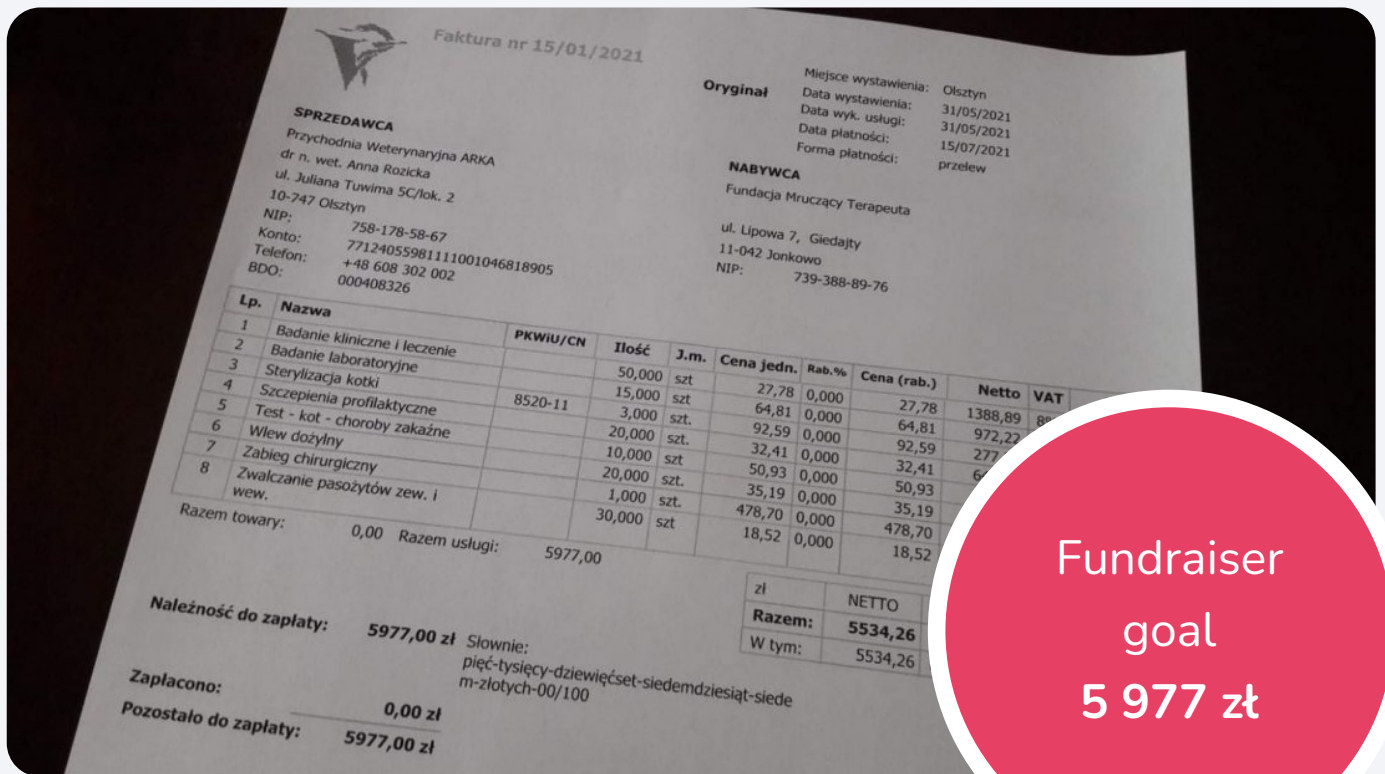 Faktura nr 15/01/2021
Oryginał
Miejsce wystawienia: Olsztyn
Data wystawienia: 31/05/2021
Data wyk. usługi: 31/05/2021
Data płatności: 15/07/2021
Forma płatności: przelew
SPRZEDAWCA
Przychodnia Weterynaryjna ARKA
dr n. wet. Anna Rozicka
ul. Juliana Tuwima 5C/lok. 2
10-747 Olsztyn
NIP: 758-178-58-67
Konto: 77124055981111001046818905
Telefon: +48 608 302 002
BDO: 000408326
NABYWCA
Fundacja Mruczący Terapeuta
ul. Lipowa 7, Giedajty
11-042 Jonkowo
NIP: 739-388-89-76
Lp. Nazwa PKWiU/CN Ilość J.m. Cena jedn. Rab.% Cena (rab.) Netto VAT
1 Badanie kliniczne i leczenie 50,000 szt 27,78 0,000 27,78 1388,89
2 Badanie laboratoryjne 15,000 szt 64,81 0,000 64,81 972,22
3 Sterylizacja kotki 8520-11 3,000 szt. 92,59 0,000 92,59
4 Szczepienia profilaktyczne 20,000 szt. 32,41 0,000 32,41
5 Test - kot - choroby zakaźne 10,000 szt 50,93 0,000 50,93
6 Wlew dożylny 20,000 szt. 35,19 0,000 35,19
7 Zabieg chirurgiczny 1,000 szt. 478,70 0,000 478,70
8 Zwalczanie pasożytów zew. i 30,000 szt 18,52 0,000 18,52
wew.
Razem towary: 0,00 Razem usługi: 5977,00
zł NETTO
Razem: 5534,26
W tym: 5534,26
Należność do zapłaty: 5977,00 zł Słownie:
pięć-tysięcy-dziewięćset-siedemdziesiąt-siede
m-złotych-00/100
Zapłacono: 0,00 zł
Pozostało do zapłaty: 5977,00 zł
Fundraiser
goal
5 977 zł